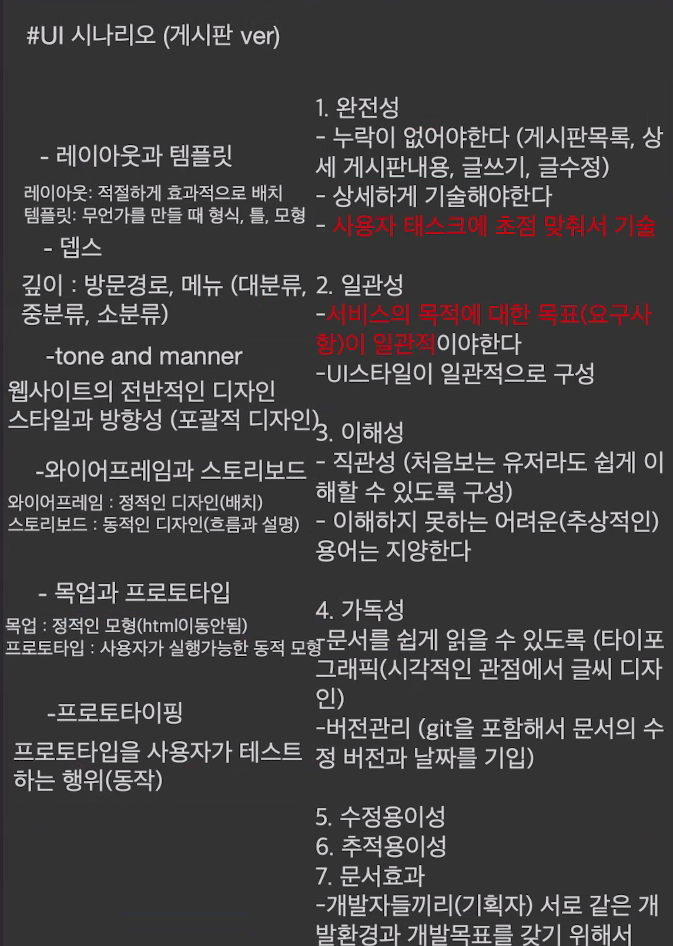 #UI 시나리오 (게시판 ver)
- 레이아웃과 템플릿
레이아웃: 적절하게 효과적으로 배치
템플릿: 무언가를 만들 때 형식, 틀, 모형
- 뎁스
깊이 : 방문경로, 메뉴 (대분류,
중분류, 소분류)
-tone and manner
웹사이트의 전반적인 디자인
스타일과 방향성 (포괄적 디자인)
-와이어프레임과 스토리보드
와이어프레임 : 정적인 디자인(배치)
스토리보드 : 동적인 디자인(흐름과 설명)
- 목업과 프로토타입
목업 : 정적인 모형(html이동안됨)
프로토타입 : 사용자가 실행가능한 동적 모형
-프로토타이핑
프로토타입을 사용자가 테스트
하는 행위(동작)
1. 완전성
- 누락이 없어야한다 (게시판목록, 상
세 게시판내용, 글쓰기, 글수정)
- 상세하게 기술해야한다
- 사용자 태스크에 초점 맞춰서 기술
2. 일관성
-서비스의 목적에 대한 목표(요구사
항)이 일관적이야한다
-UI스타일이 일관적으로 구성
3. 이해성
- 직관성 (처음보는 유저라도 쉽게 이
해할 수 있도록 구성)
- 이해하지 못하는 어려운(추상적인)
용어는 지양한다
4. 가독성
-문서를 쉽게 읽을 수 있도록 (타이포
그래픽(시각적인 관점에서 글씨 디자
인)
-버전관리 (git을 포함해서 문서의 수
정 버전과 날짜를 기입)
5. 수정용이성
6. 추적용이성
7. 문서효과
-개발자들끼리(기획자) 서로 같은 개
발환경과 개발목표를 갖기 위해서